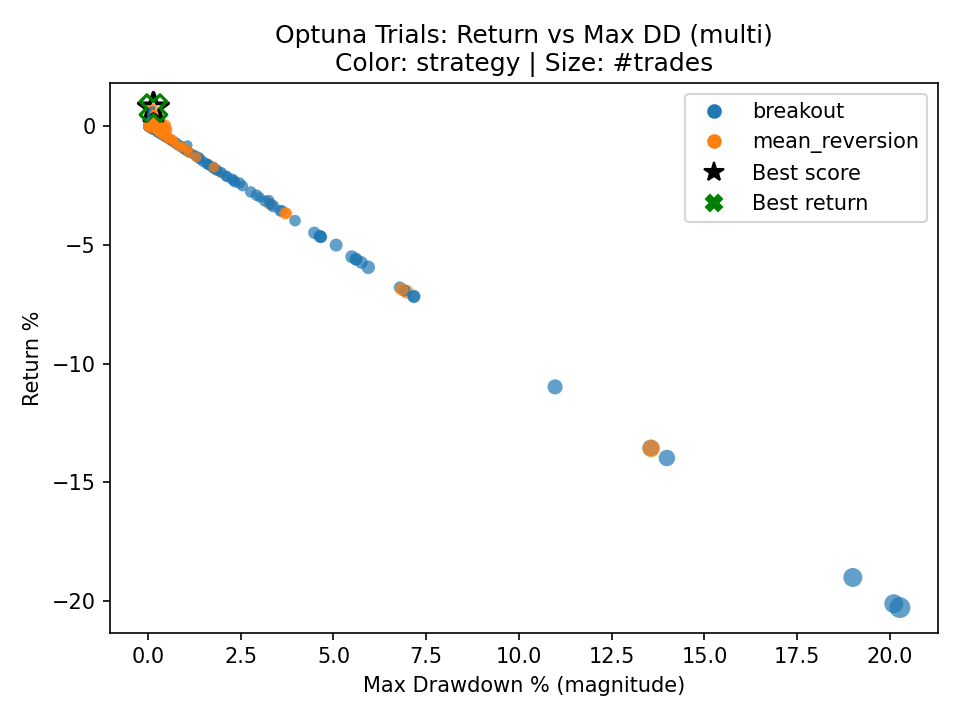 Optuna Trials: Return vs Max DD (multi)
Color: strategy | Size: #trades
breakout
mean_reversion
Best score
Best return
Return %
0
−5
−10
−15
−20
0.0
2.5
5.0
7.5
10.0
12.5
15.0
17.5
20.0
Max Drawdown % (magnitude)